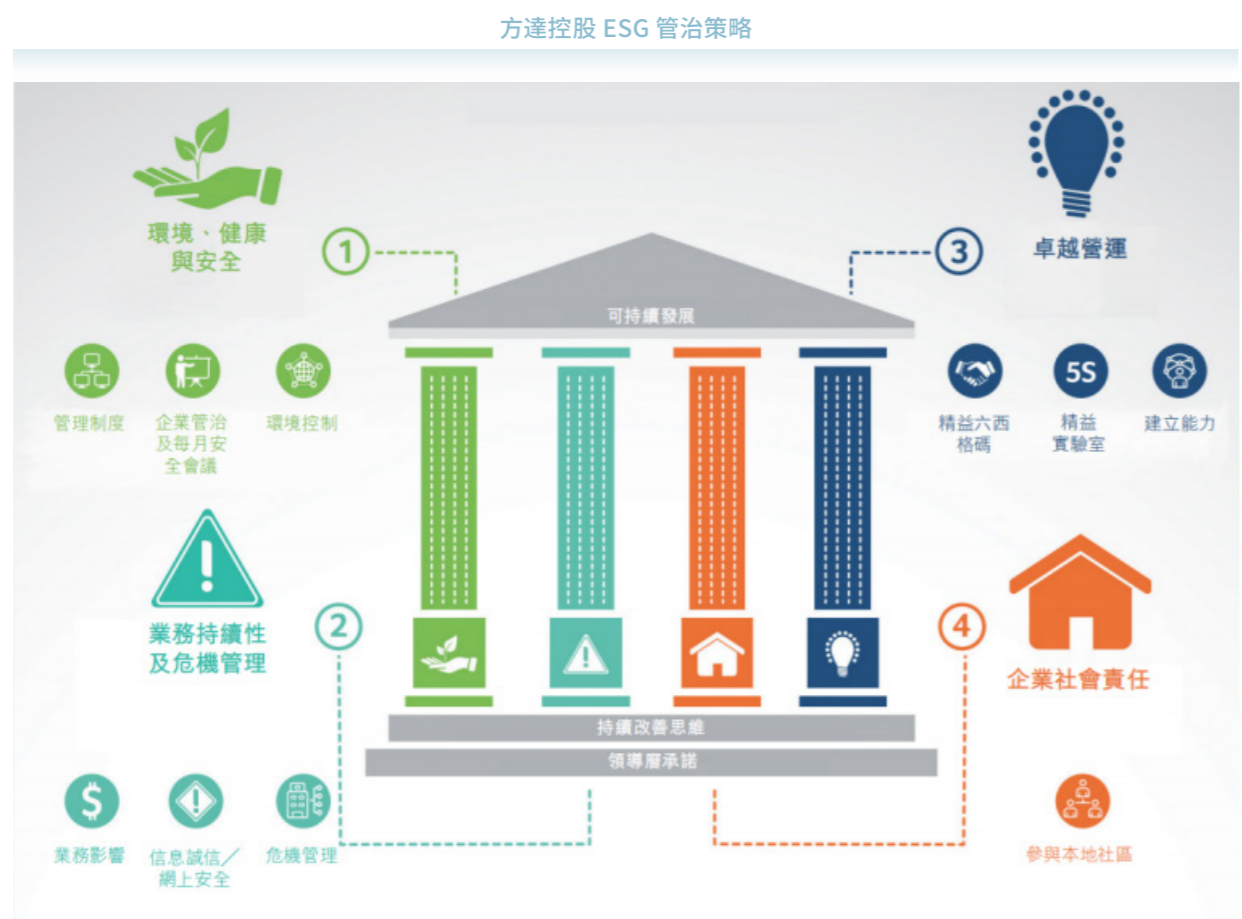 方達控股 ESG 管治策略
環境、健康
與安全
1
管理制度
企業管治
及每月安
全會議
環境控制
3
卓越營運
精益六西
格碼
5S
精益
實驗室
建立能力
可持續發展
持續改善思維
領導層承諾
2
業務持續性
及危機管理
$
業務影響
信息誠信／
網上安全
危機管理
4
企業社會責任
參與本地社區